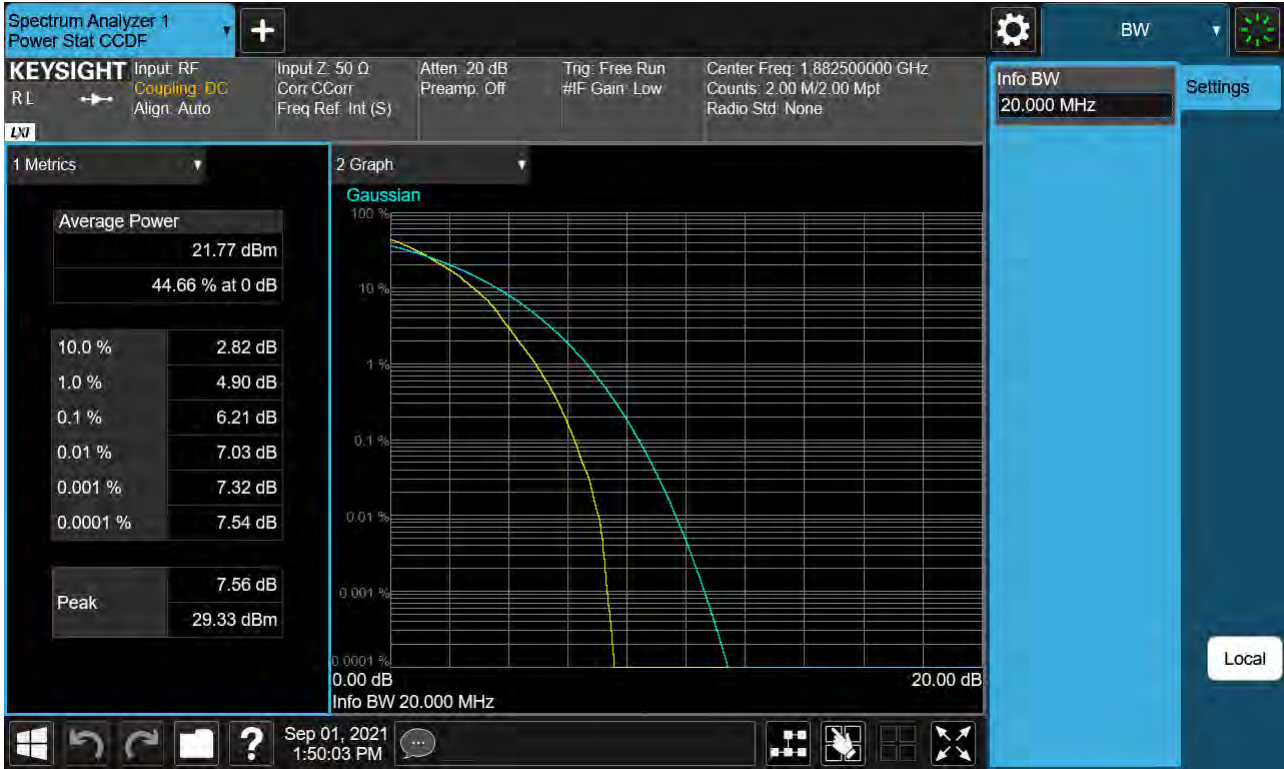 Spectrum Analyzer 1
Power Stat CCDF
BW
KEYSIGHT
R L
LXI
Input: RF
Coupling: DC
Align: Auto
Input Z: 50 Ω
Corr CCorr
Freq Ref: Int (S)
Atten: 20 dB
Preamp: Off
Trig: Free Run
#IF Gain: Low
Center Freq: 1.882500000 GHz
Counts: 2.00 M/2.00 Mpt
Radio Std: None
Info BW
20.000 MHz
Settings
1 Metrics
Average Power
21.77 dBm
44.66 % at 0 dB
10.0 % 2.82 dB
1.0 % 4.90 dB
0.1 % 6.21 dB
0.01 % 7.03 dB
0.001 % 7.32 dB
0.0001 % 7.54 dB
Peak
7.56 dB
29.33 dBm
2 Graph
Gaussian
100 %
10 %
1 %
0.1 %
0.01 %
0.001 %
0.0001 %
0.00 dB 20.00 dB
Info BW 20.000 MHz
Local
?
Sep 01, 2021
1:50:03 PM